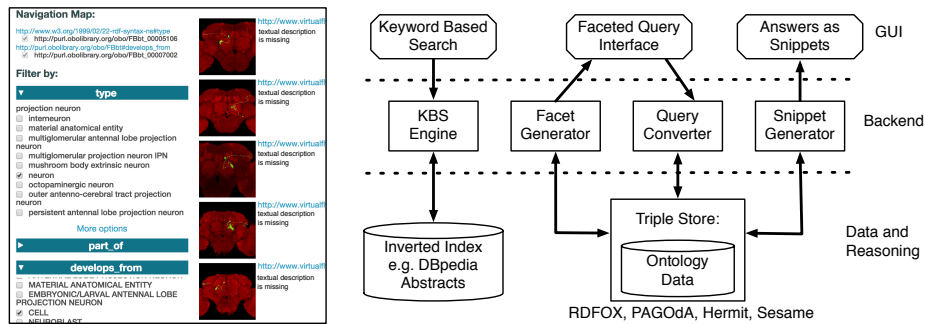 Navigation Map:
http://www.w3.org/1999/02/22-rdf-syntax-ns#type
http://purl.obolibrary.org/obo/FBbt_00005106
http://purl.obolibrary.org/obo/FBbt#develops_from
http://purl.obolibrary.org/obo/FBbt_00007002
Filter by:
type
projection neuron
interneuron
material anatomical entity
multiglomerular antennal lobe projection
neuron
multiglomerular projection neuron IPN
mushroom body extrinsic neuron
neuron
octopaminergic neuron
outer antenno-cerebral tract projection
neuron
persistent antennal lobe projection neuron
More options
part_of
develops_from
MATERIAL ANATOMICAL ENTITY
EMBRYONIC/LARVAL ANTENNAL LOBE
PROJECTION NEURON
CELL
NEUROBLAST
http://www.virtualfl
textual description
is missing
http://www.virtualfl
textual description
is missing
http://www.virtualfl
textual description
is missing
http://www.virtualfl
textual description
is missing
http://www.virtualfl
textual description
is missing
Keyword Based
Search
Faceted Query
Interface
Answers as
Snippets
GUI
KBS
Engine
Facet
Generator
Query
Converter
Snippet
Generator
Backend
Inverted Index
e.g. DBpedia
Abstracts
Triple Store:
Ontology
Data
Data and
Reasoning
RDFOX, PAGOdA, Hermit, Sesame